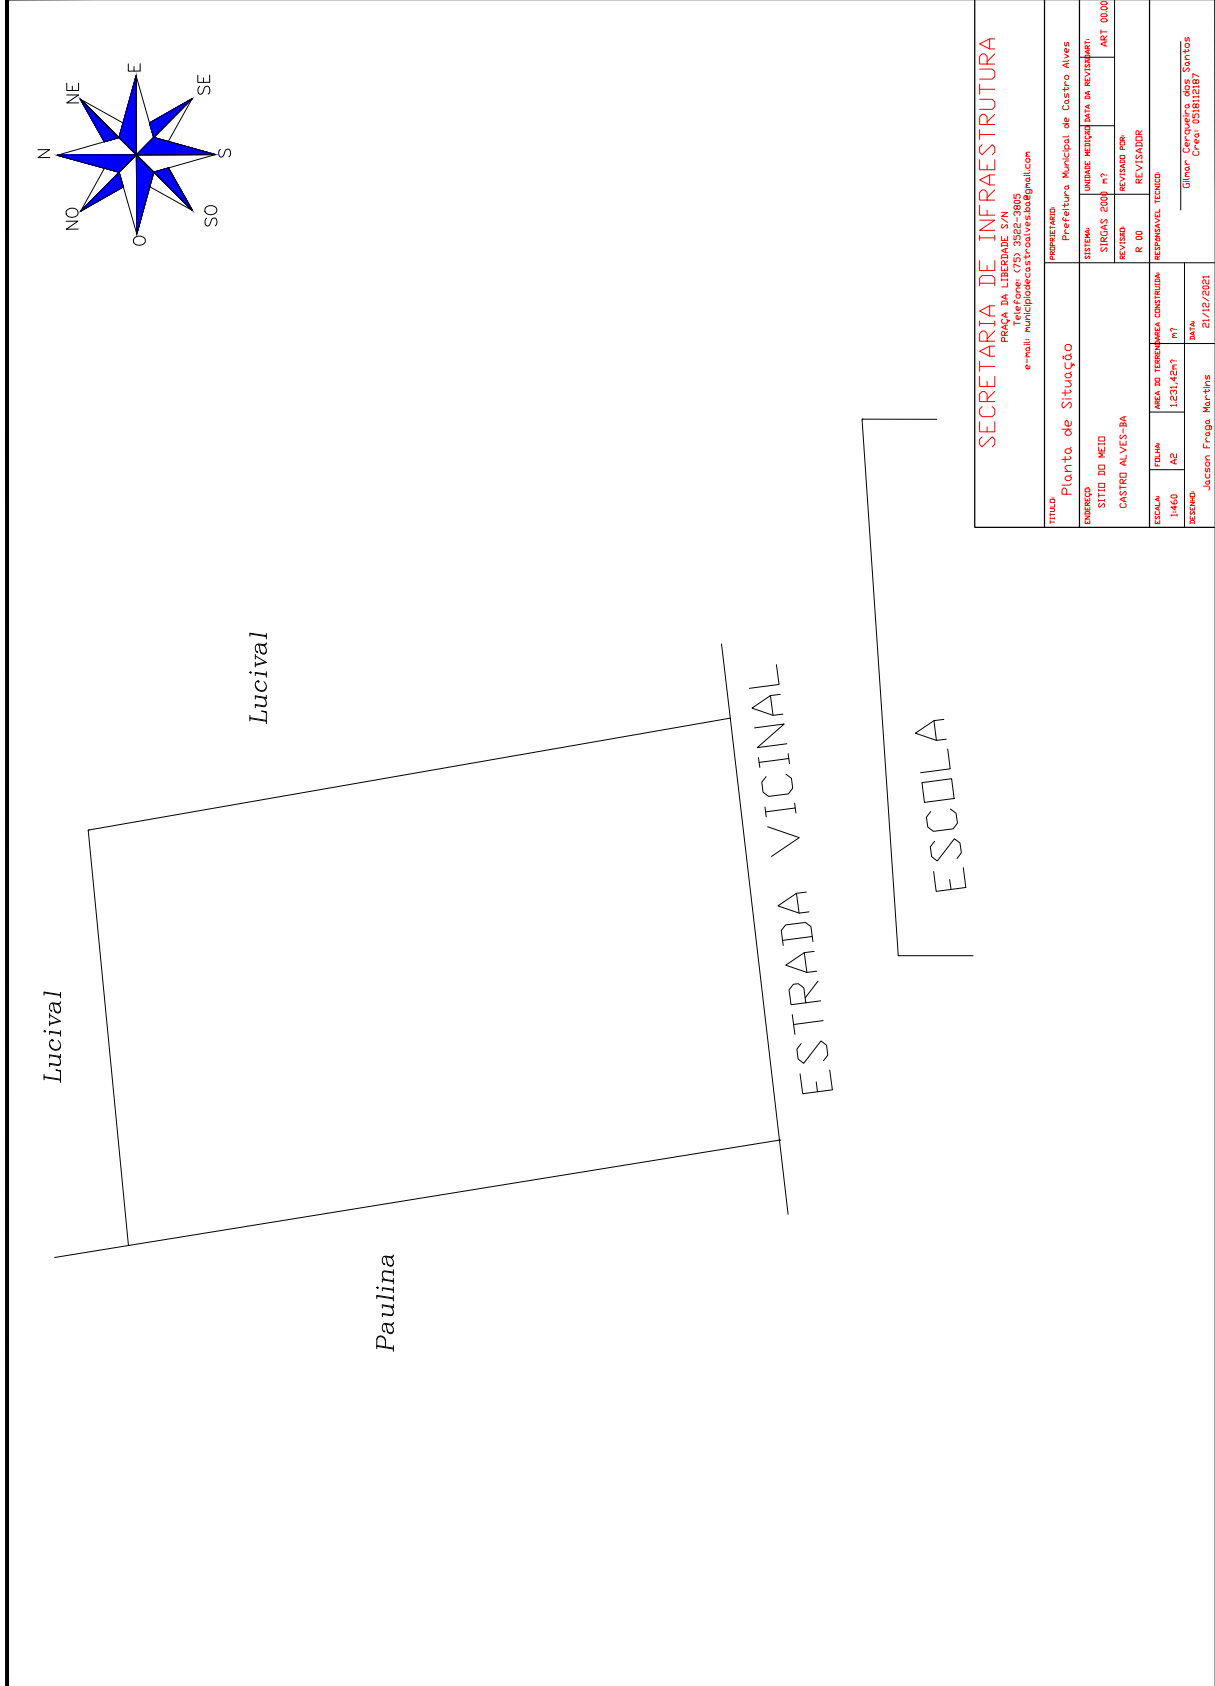 N
NE
E
SE
S
SO
O
NO
Lucival
Lucival
Paulina
ESTRADA VICINAL
ESCOLA
SECRETARIA DE INFRAESTRUTURA
PRAÇA DA LIBERDADE S/N
Telefone: (75) 3522-3805
e-mail: municipiodecastroalves.ba@gmail.com
TITULO:
Planta de Situação
PROPRIETARIO:
Prefeitura Municipal de Castro Alves
ENDEREÇO:
SITIO DO MEIO
CASTRO ALVES-BA
SISTEMA:
SIRGAS 2000
UNIDADE MEDIÇÃO:
m?
DATA DA REVISÃO:
ART:
ART 00.00
REVISÃO:
R 00
REVISADO POR:
REVISADOR
ESCALA:
1:460
FOLHA:
A2
AREA DO TERRENO:
1.231,42m?
AREA CONSTRUIDA:
m?
RESPONSAVEL TECNICO:
Gilmar Cerqueira dos Santos
Crea: 0518112187
DESENHO:
Jacson Fraga Martins
DATA:
21/12/2021